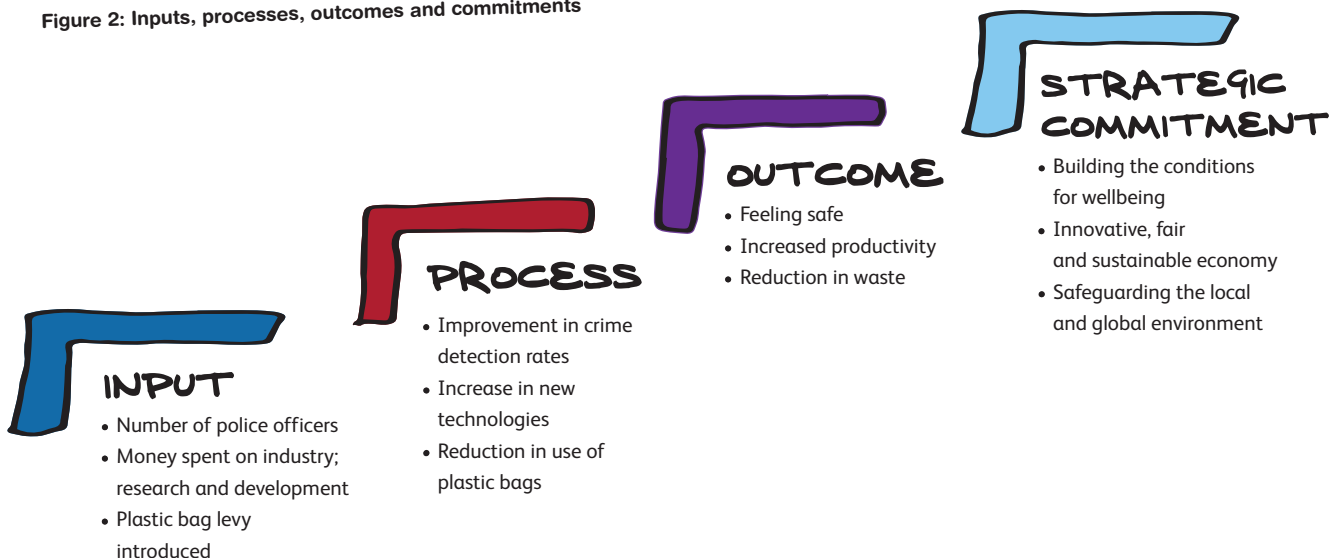 Figure 2: Inputs, processes, outcomes and commitments
INPUT
• Number of police officers
• Money spent on industry;
research and development
• Plastic bag levy
introduced
PROCESS
• Improvement in crime
detection rates
• Increase in new
technologies
• Reduction in use of
plastic bags
OUTCOME
• Feeling safe
• Increased productivity
• Reduction in waste
STRATEGIC
COMMITMENT
• Building the conditions
for wellbeing
• Innovative, fair
and sustainable economy
• Safeguarding the local
and global environment